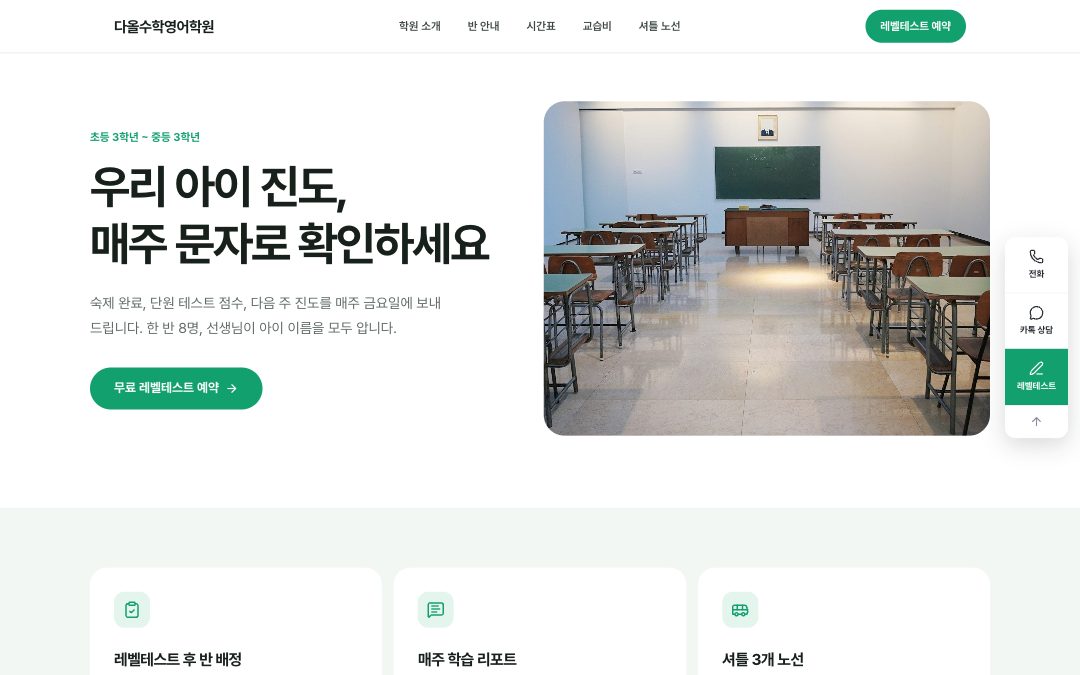 다올수학영어학원
학원 소개
반 안내
시간표
교습비
셔틀 노선
레벨테스트 예약
초등 3학년 ~ 중등 3학년
우리 아이 진도,
매주 문자로 확인하세요
숙제 완료, 단원 테스트 점수, 다음 주 진도를 매주 금요일에 보내
드립니다. 한 반 8명, 선생님이 아이 이름을 모두 압니다.
무료 레벨테스트 예약
전화
카톡 상담
레벨테스트
레벨테스트 후 반 배정
매주 학습 리포트
셔틀 3개 노선